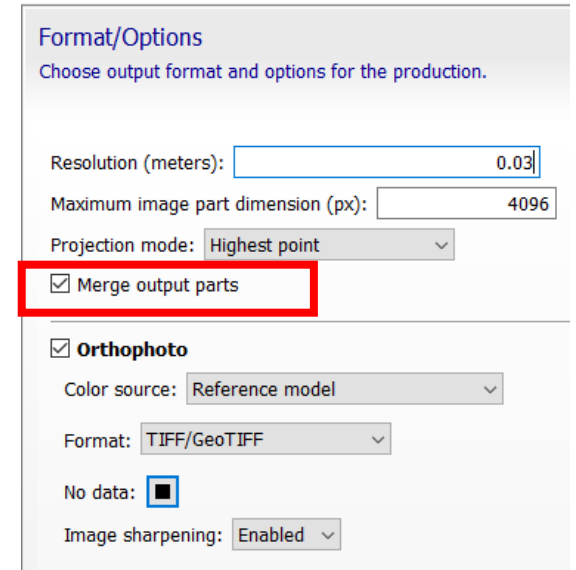 Format/Options
Choose output format and options for the production.
Resolution (meters): 0.03
Maximum image part dimension (px): 4096
Projection mode: Highest point
Merge output parts
Orthophoto
Color source: Reference model
Format: TIFF/GeoTIFF
No data:
Image sharpening: Enabled